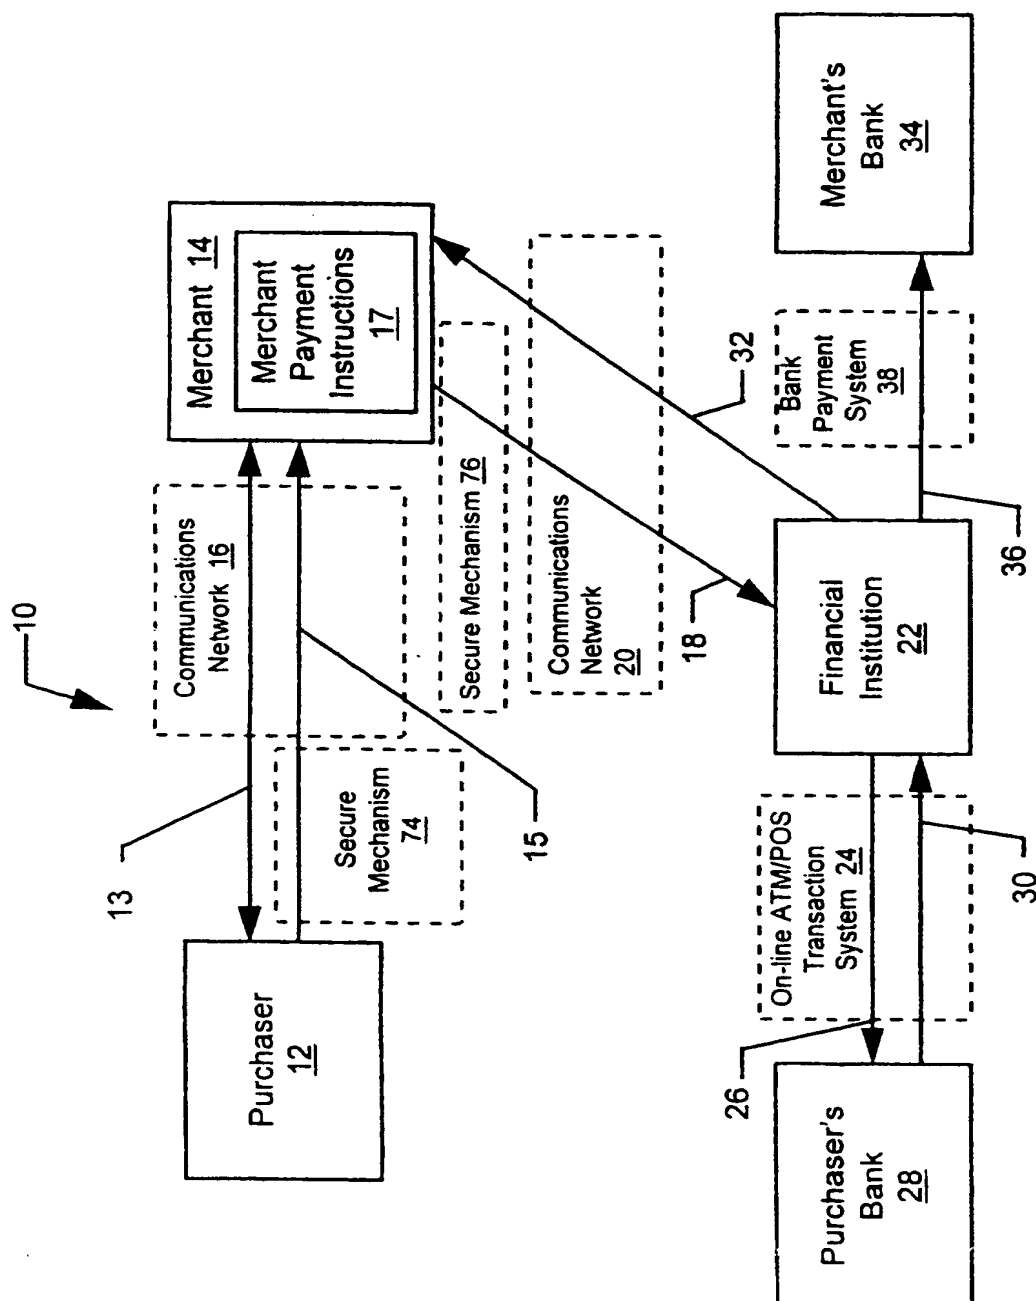 10
13
Communications
Network 16
Merchant 14
Merchant
Payment
Instructions
17
Purchaser
12
Secure
Mechanism
74
15
Secure Mechanism 76
Communications
Network
20
18
32
26
On-line ATM/POS
Transaction
System 24
30
Purchaser's
Bank
28
Financial
Institution
22
36
Bank
Payment
System
38
Merchant's
Bank
34